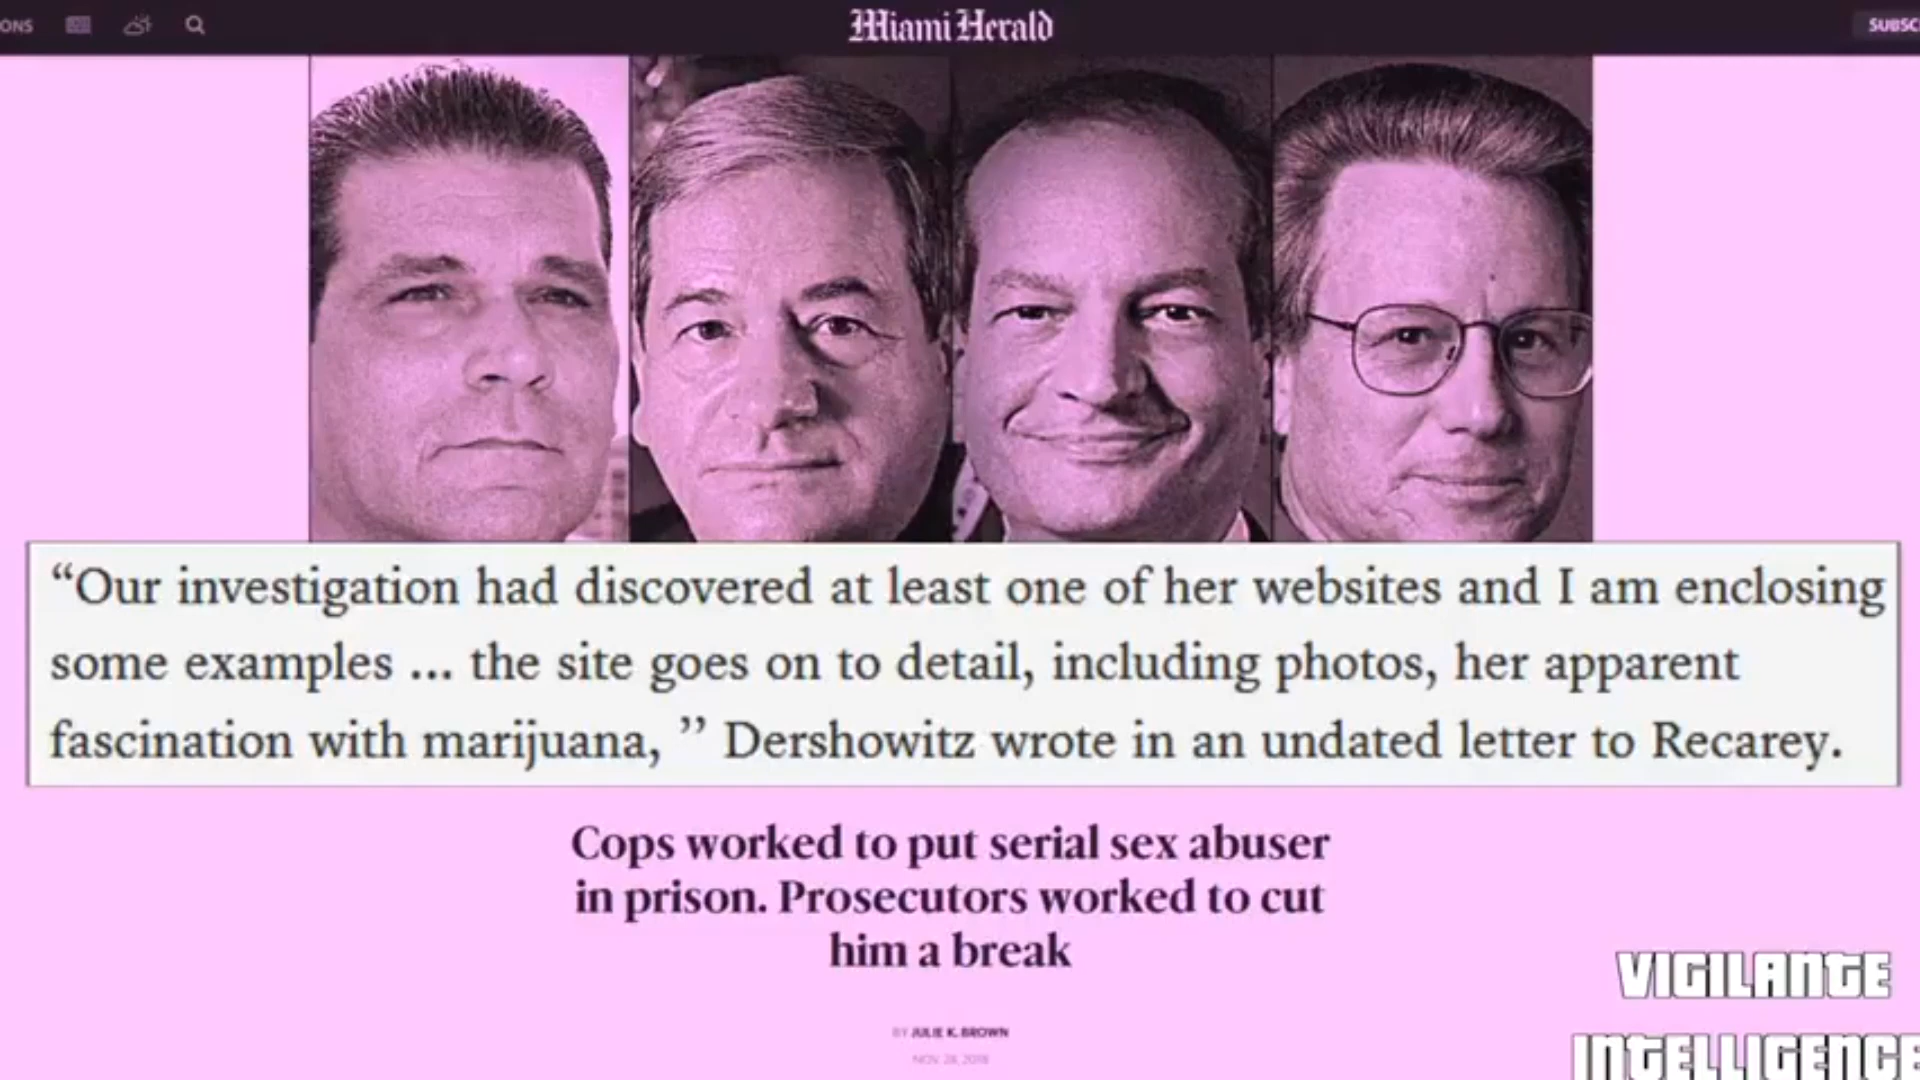 ONS
Miami Herald
SUBSC
“Our investigation had discovered at least one of her websites and I am enclosing
some examples ... the site goes on to detail, including photos, her apparent
fascination with marijuana, ” Dershowitz wrote in an undated letter to Recarey.
Cops worked to put serial sex abuser
in prison. Prosecutors worked to cut
him a break
BY JULIE K. BROWN
NOV. 28, 2018
VIGILANTE
INTELLIGENCE